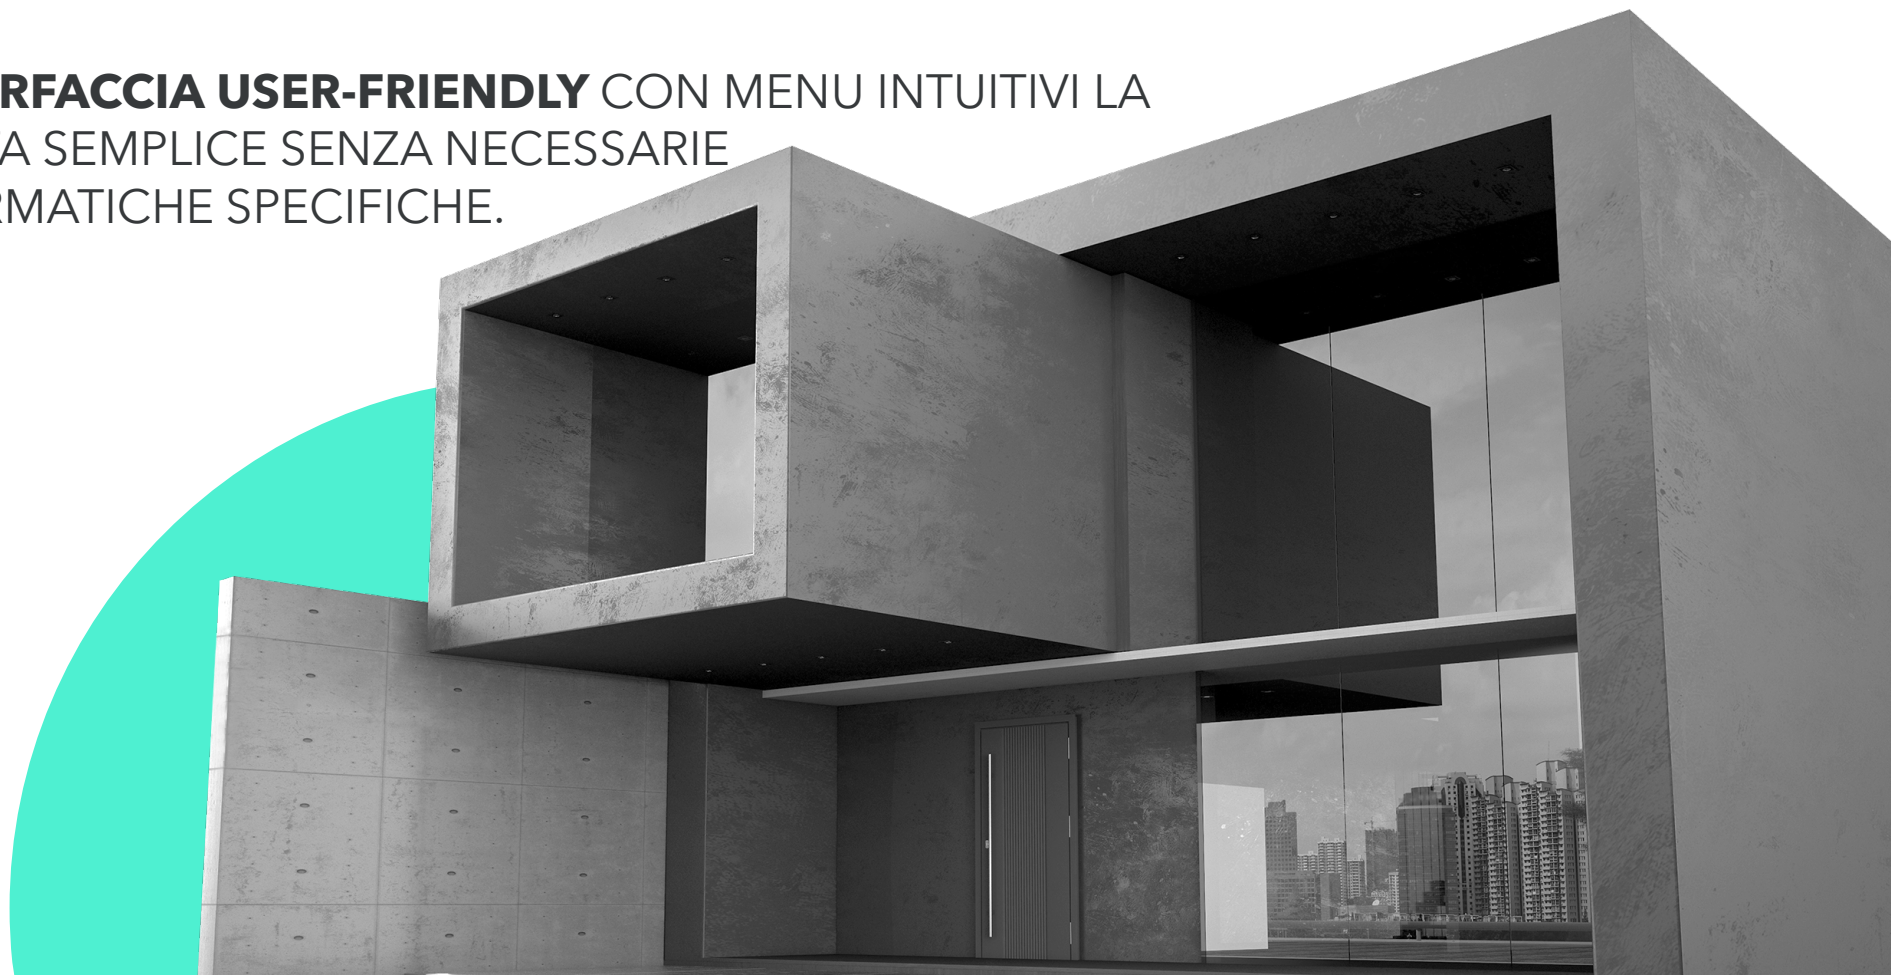 RFACCIA USER-FRIENDLY CON MENU INTUITIVI LA
A SEMPLICE SENZA NECESSARIE
RMATICHE SPECIFICHE.